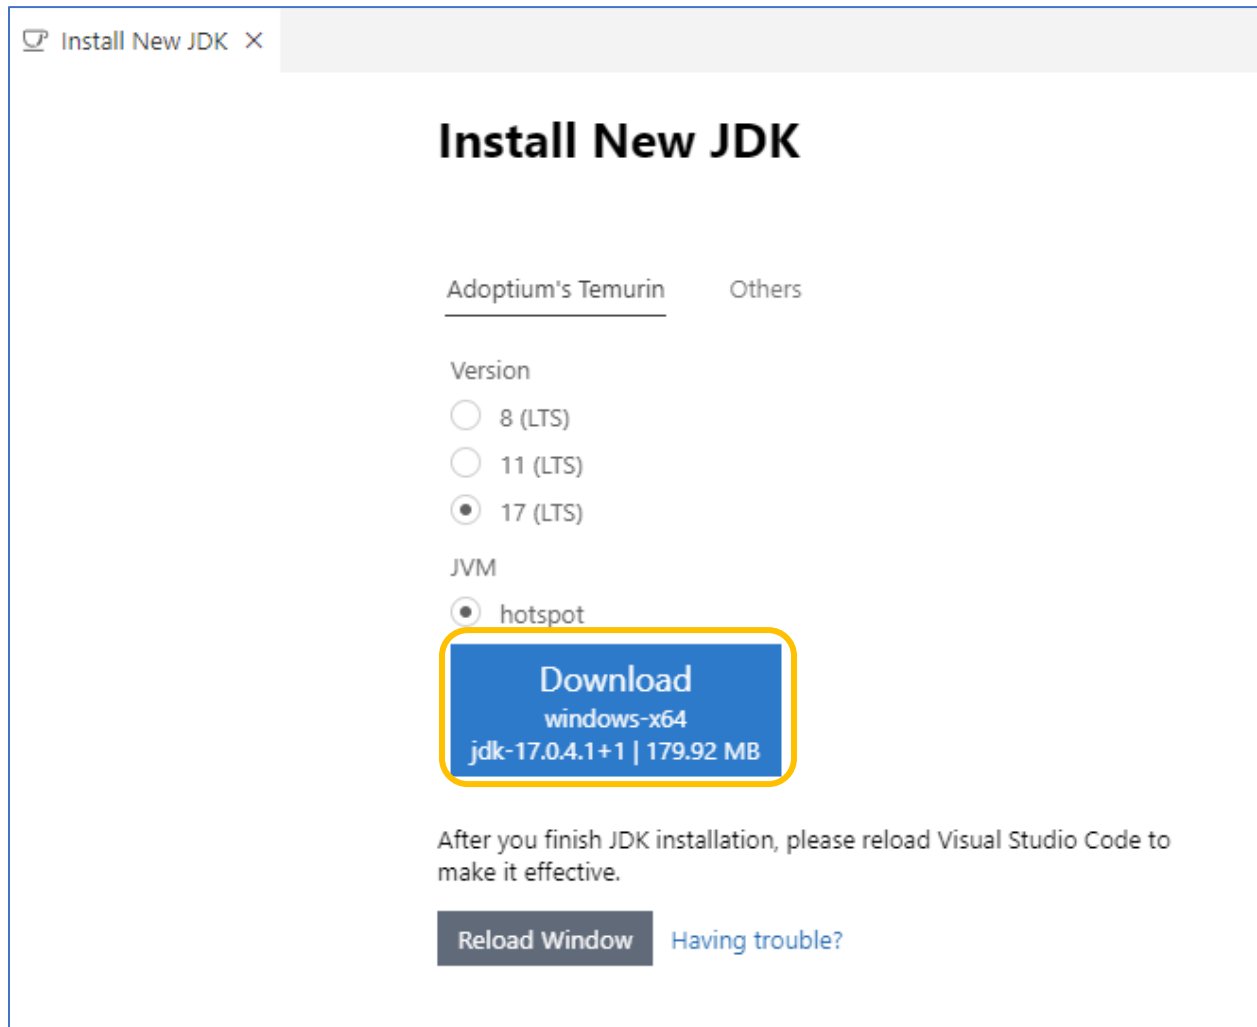 Install New JDK
Install New JDK
Adoptium's Temurin
Others
Version
8 (LTS)
11 (LTS)
17 (LTS)
JVM
hotspot
Download
windows-x64
jdk-17.0.4.1+1 | 179.92 MB
After you finish JDK installation, please reload Visual Studio Code to
make it effective.
Reload Window
Having trouble?